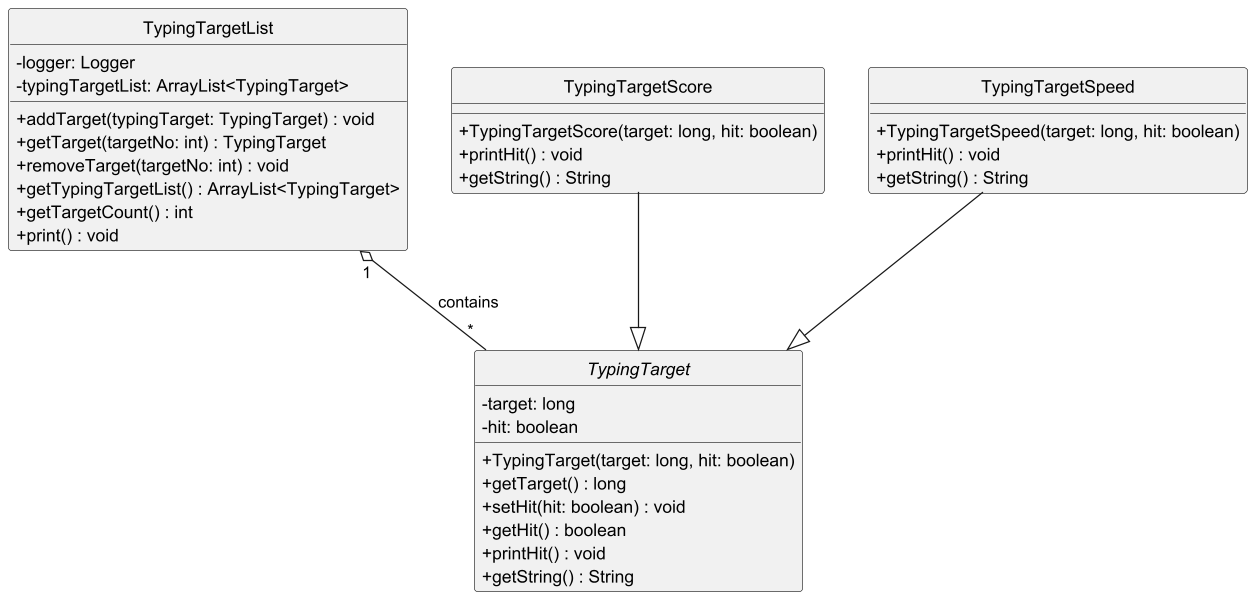 TypingTargetList
-logger: Logger
-typingTargetList: ArrayList<TypingTarget>
+addTarget(typingTarget: TypingTarget) : void
+getTarget(targetNo: int) : TypingTarget
+removeTarget(targetNo: int) : void
+getTypingTargetList() : ArrayList<TypingTarget>
+getTargetCount() : int
+print() : void
TypingTargetScore
+TypingTargetScore(target: long, hit: boolean)
+printHit() : void
+getString() : String
TypingTargetSpeed
+TypingTargetSpeed(target: long, hit: boolean)
+printHit() : void
+getString() : String
1
contains
*
TypingTarget
-target: long
-hit: boolean
+TypingTarget(target: long, hit: boolean)
+getTarget() : long
+setHit(hit: boolean) : void
+getHit() : boolean
+printHit() : void
+getString() : String